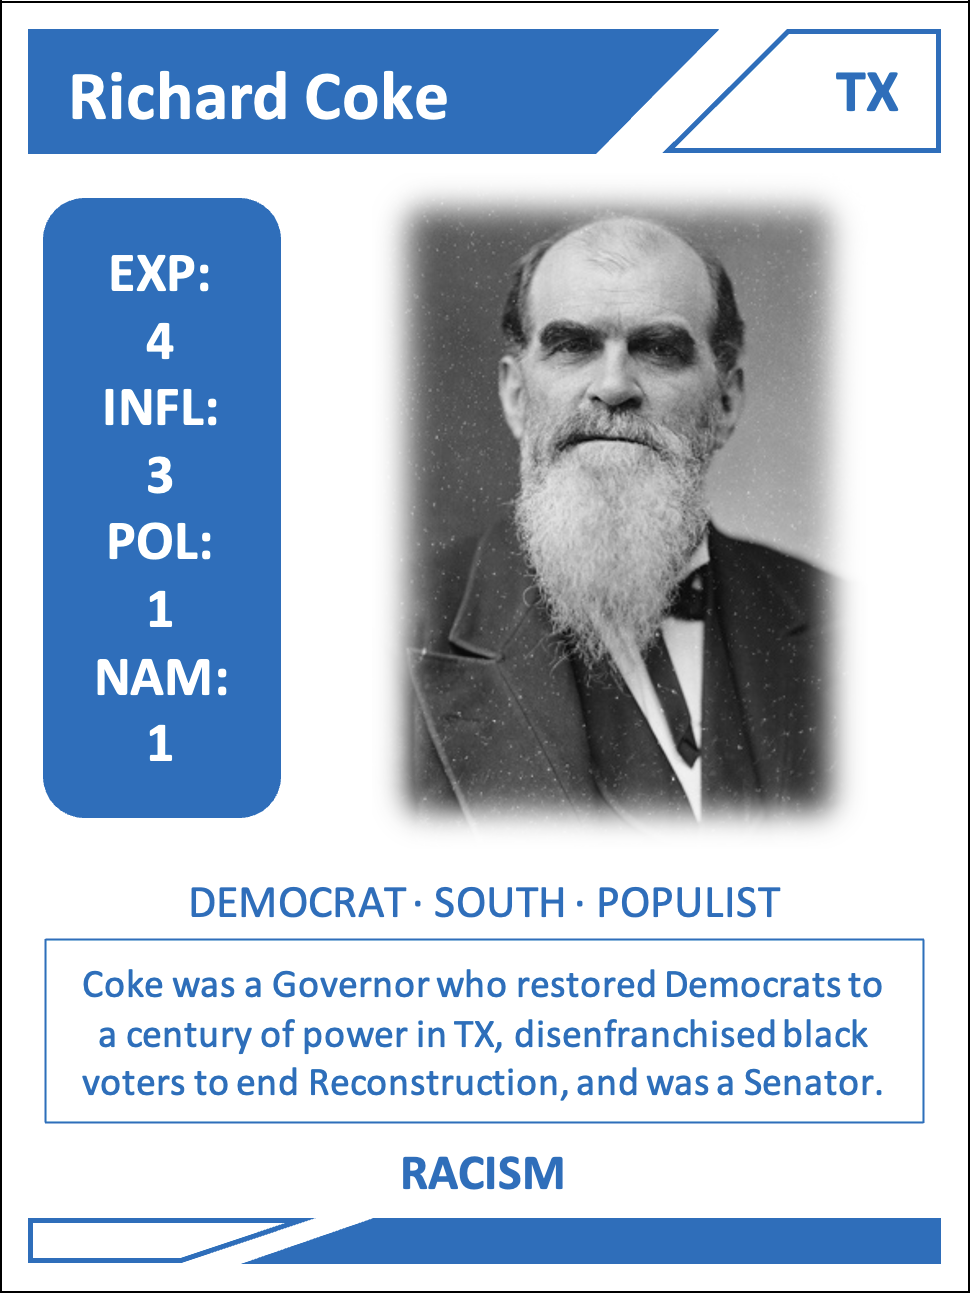 Richard Coke
TX
EXP:
4
INFL:
3
POL:
1
NAM:
1
DEMOCRAT · SOUTH · POPULIST
Coke was a Governor who restored Democrats to
a century of power in TX, disenfranchised black
voters to end Reconstruction, and was a Senator.
RACISM